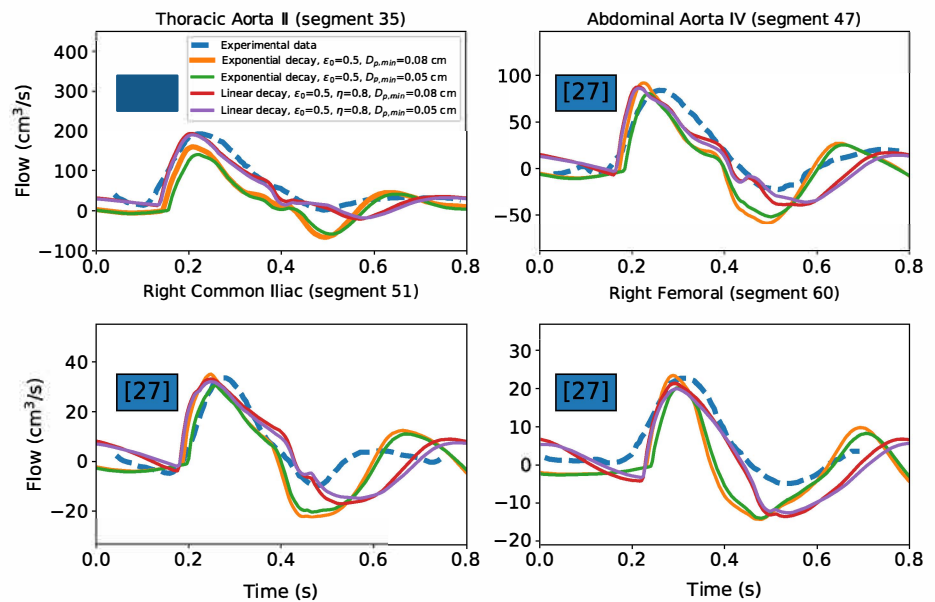 Thoracic Aorta II (segment 35)
Abdominal Aorta IV (segment 47)
Experimental data
Exponential decay, ε0=0.5, Dp,min=0.08 cm
Exponential decay, ε0=0.5, Dp,min=0.05 cm
Linear decay, ε0=0.5, η=0.8, Dp,min=0.08 cm
Linear decay, ε0=0.5, η=0.8, Dp,min=0.05 cm
Flow (cm³/s)
400
300
200
100
0
−100
0.0 0.2 0.4 0.6 0.8
[27]
100
50
0
−50
0.0 0.2 0.4 0.6 0.8
Right Common Iliac (segment 51)
Right Femoral (segment 60)
Flow (cm³/s)
[27]
40
20
0
−20
0.0 0.2 0.4 0.6 0.8
Time (s)
[27]
30
20
10
0
−10
−20
0.0 0.2 0.4 0.6 0.8
Time (s)